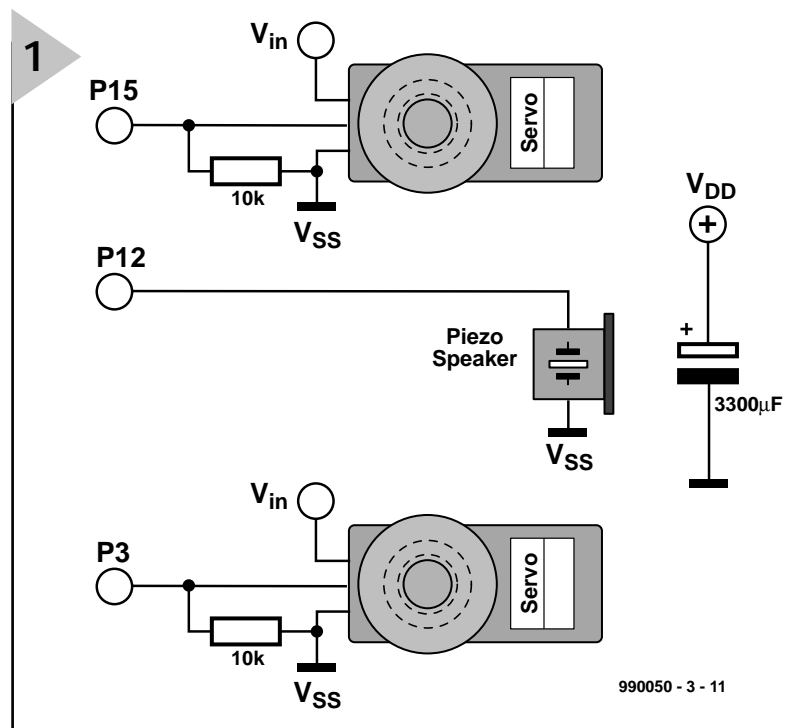 1
Vin
P15
Servo
10k
VSS
VDD
P12
+
Piezo
Speaker
+
3300µF
VSS
Vin
P3
Servo
10k
VSS
990050 - 3 - 11